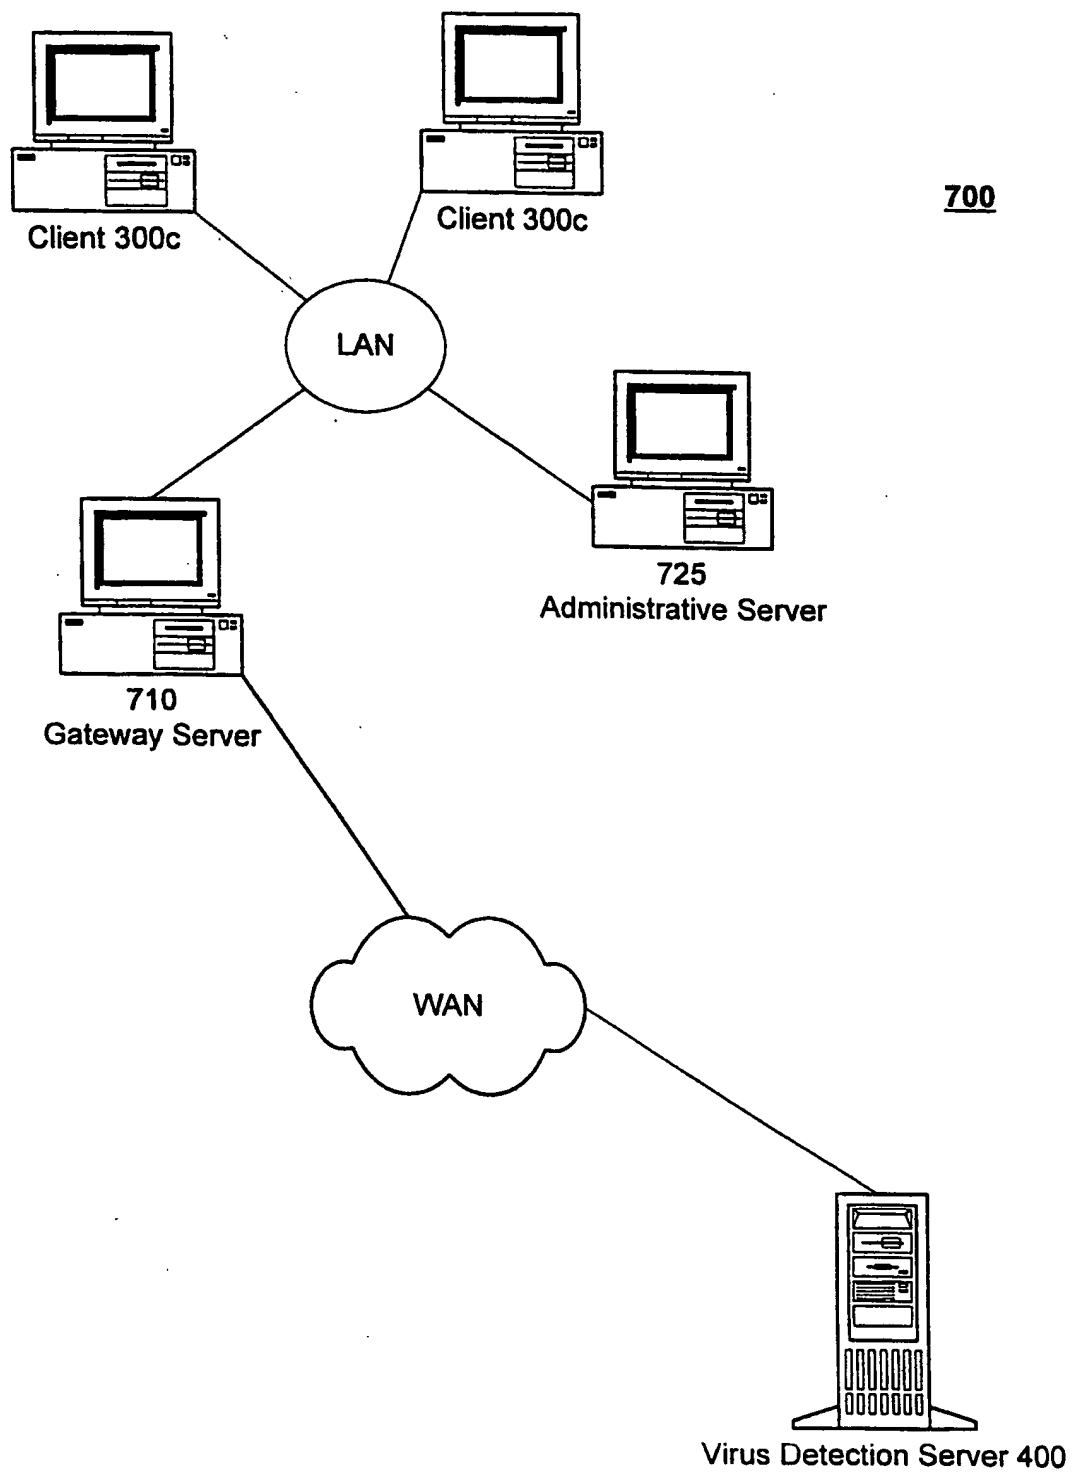 Client 300c
Client 300c
700
LAN
725
Administrative Server
710
Gateway Server
WAN
Virus Detection Server 400